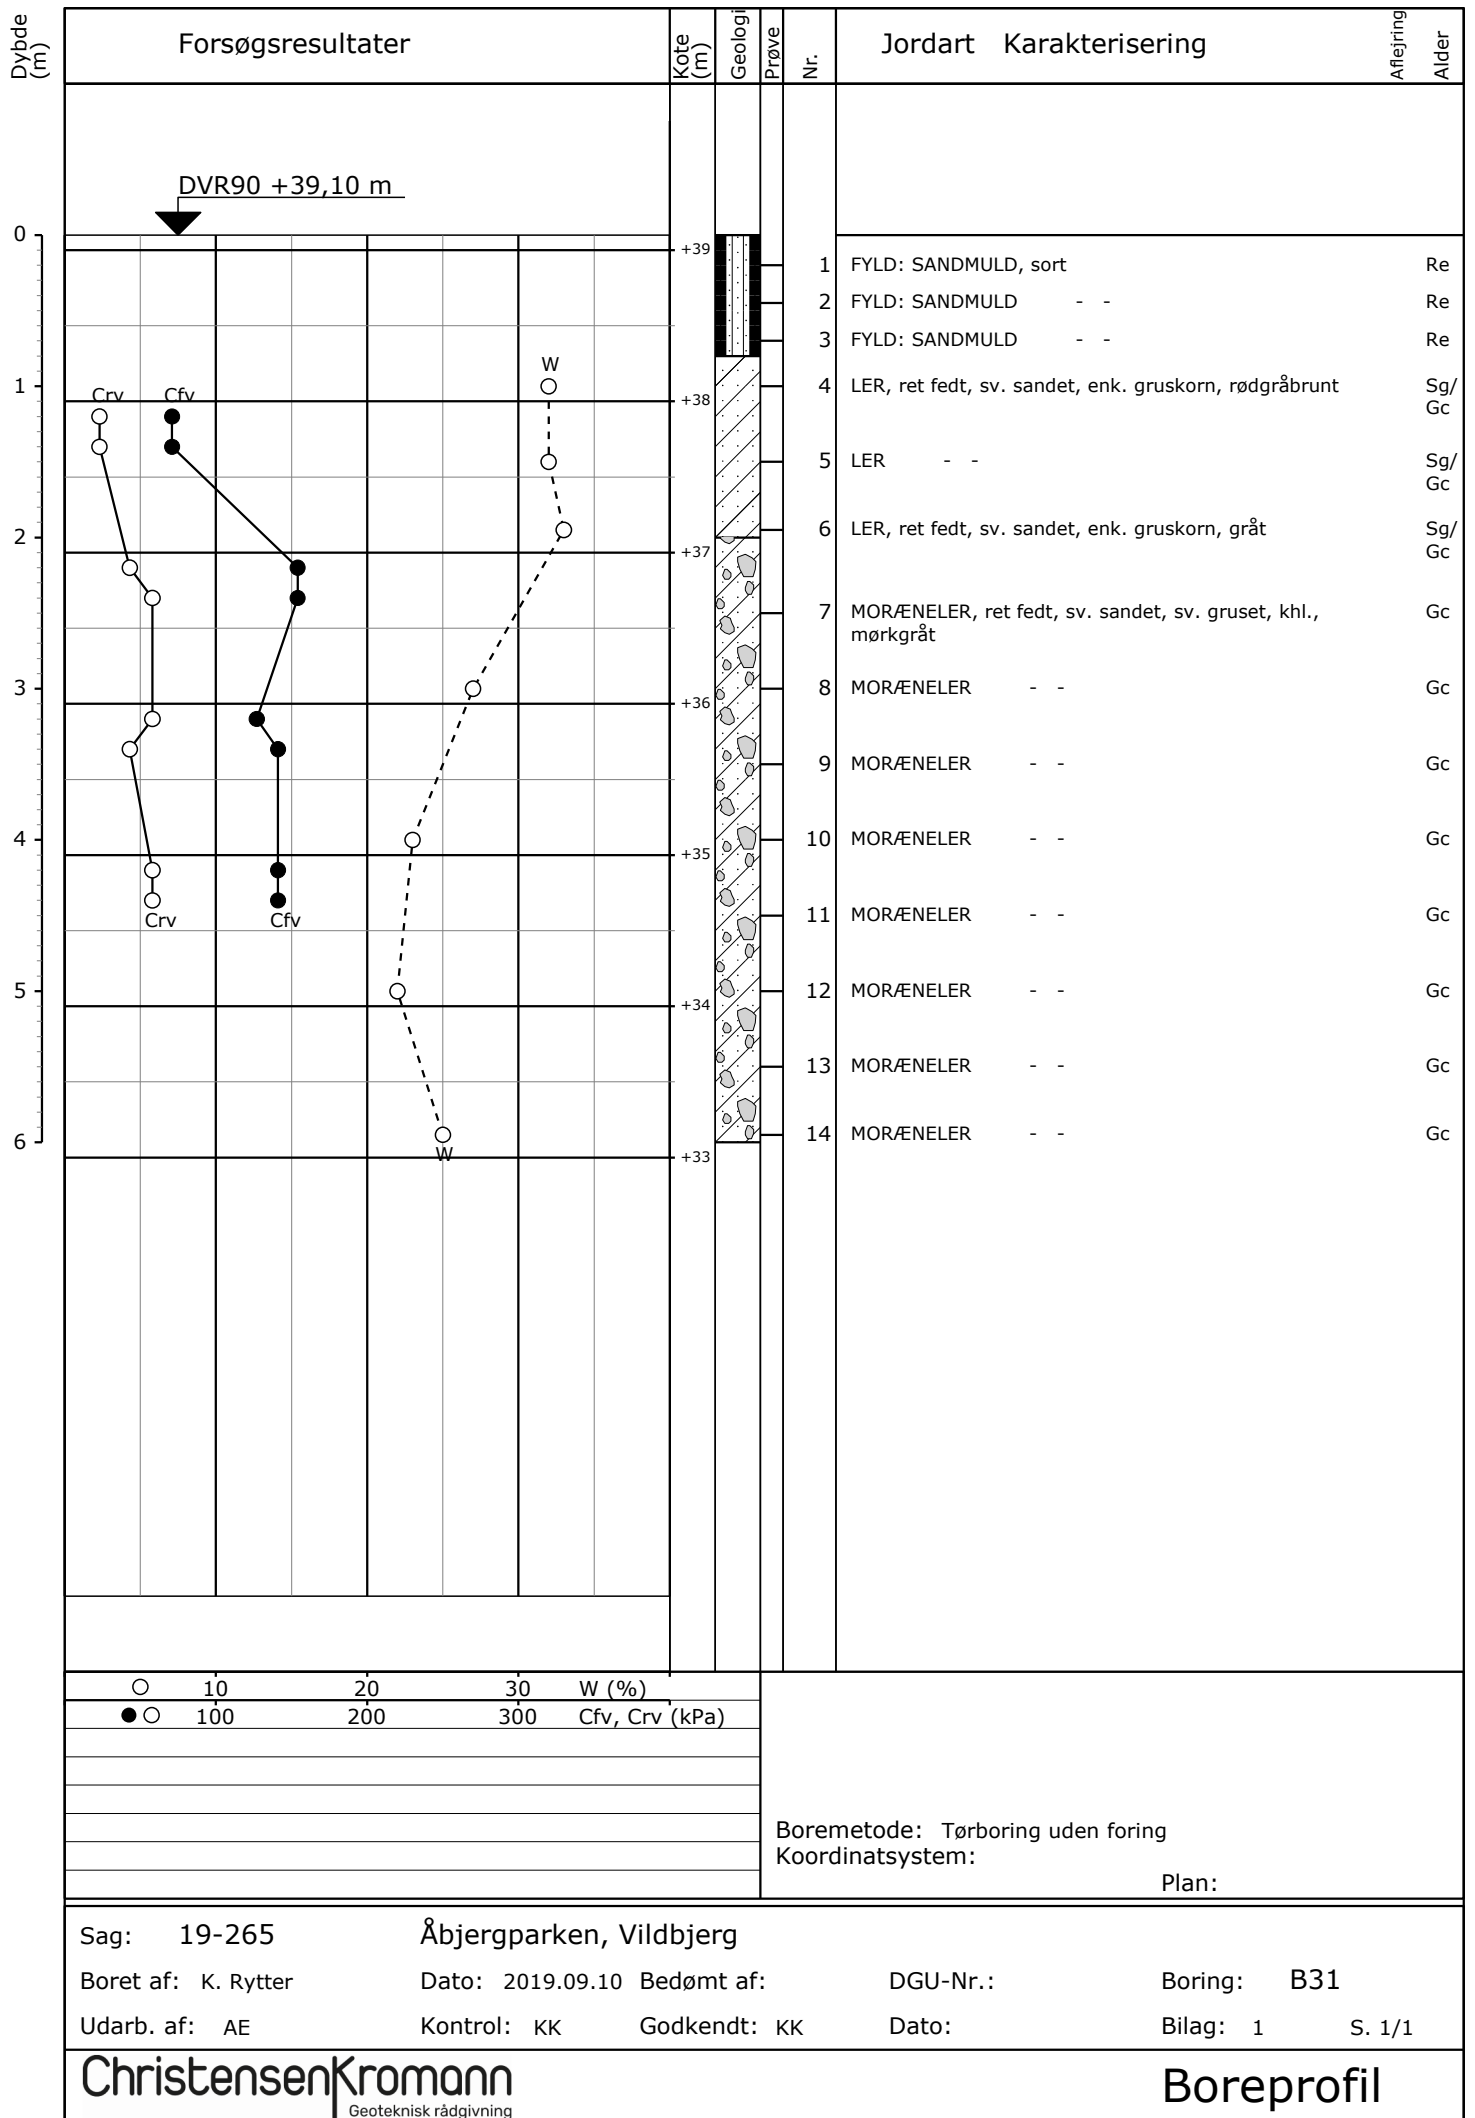 Dybde
(m)
Forsøgsresultater
Kote
(m)
Geologi
Prøve
Nr.
Jordart Karakterisering
Aflejring
Alder
DVR90 +39,10 m
0
+39
1 FYLD: SANDMULD, sort Re
2 FYLD: SANDMULD - - Re
3 FYLD: SANDMULD - - Re
W
1
Crv Cfv
+38
4 LER, ret fedt, sv. sandet, enk. gruskorn, rødgråbrunt Sg/
Gc
5 LER - - Sg/
Gc
2
+37
6 LER, ret fedt, sv. sandet, enk. gruskorn, gråt Sg/
Gc
7 MORÆNELER, ret fedt, sv. sandet, sv. gruset, khl., Gc
mørkgråt
3
+36
8 MORÆNELER - - Gc
9 MORÆNELER - - Gc
4
+35
10 MORÆNELER - - Gc
Crv Cfv
11 MORÆNELER - - Gc
5
+34
12 MORÆNELER - - Gc
13 MORÆNELER - - Gc
6
14 MORÆNELER - - Gc
W
+33
10 20 30 W (%)
100 200 300 Cfv, Crv (kPa)
Boremetode: Tørboring uden foring
Koordinatsystem:
Plan:
Sag: 19-265 Åbjergparken, Vildbjerg
Boret af: K. Rytter Dato: 2019.09.10 Bedømt af: DGU-Nr.: Boring: B31
Udarb. af: AE Kontrol: KK Godkendt: KK Dato: Bilag: 1 S. 1/1
ChristensenKromann
Geoteknisk rådgivning
Boreprofil